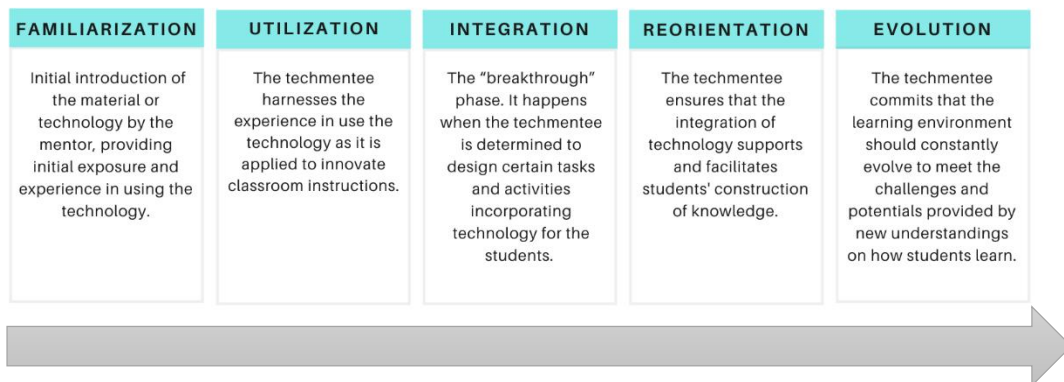 FAMILIARIZATION
Initial introduction of
the material or
technology by the
mentor, providing
initial exposure and
experience in using the
technology.
UTILIZATION
The techmentee
harnesses the
experience in use the
technology as it is
applied to innovate
classroom instructions.
INTEGRATION
The “breakthrough”
phase. It happens
when the techmentee
is determined to
design certain tasks
and activities
incorporating
technology for the
students.
REORIENTATION
The techmentee
ensures that the
integration of
technology supports
and facilitates
students' construction
of knowledge.
EVOLUTION
The techmentee
commits that the
learning environment
should constantly
evolve to meet the
challenges and
potentials provided by
new understandings
on how students learn.